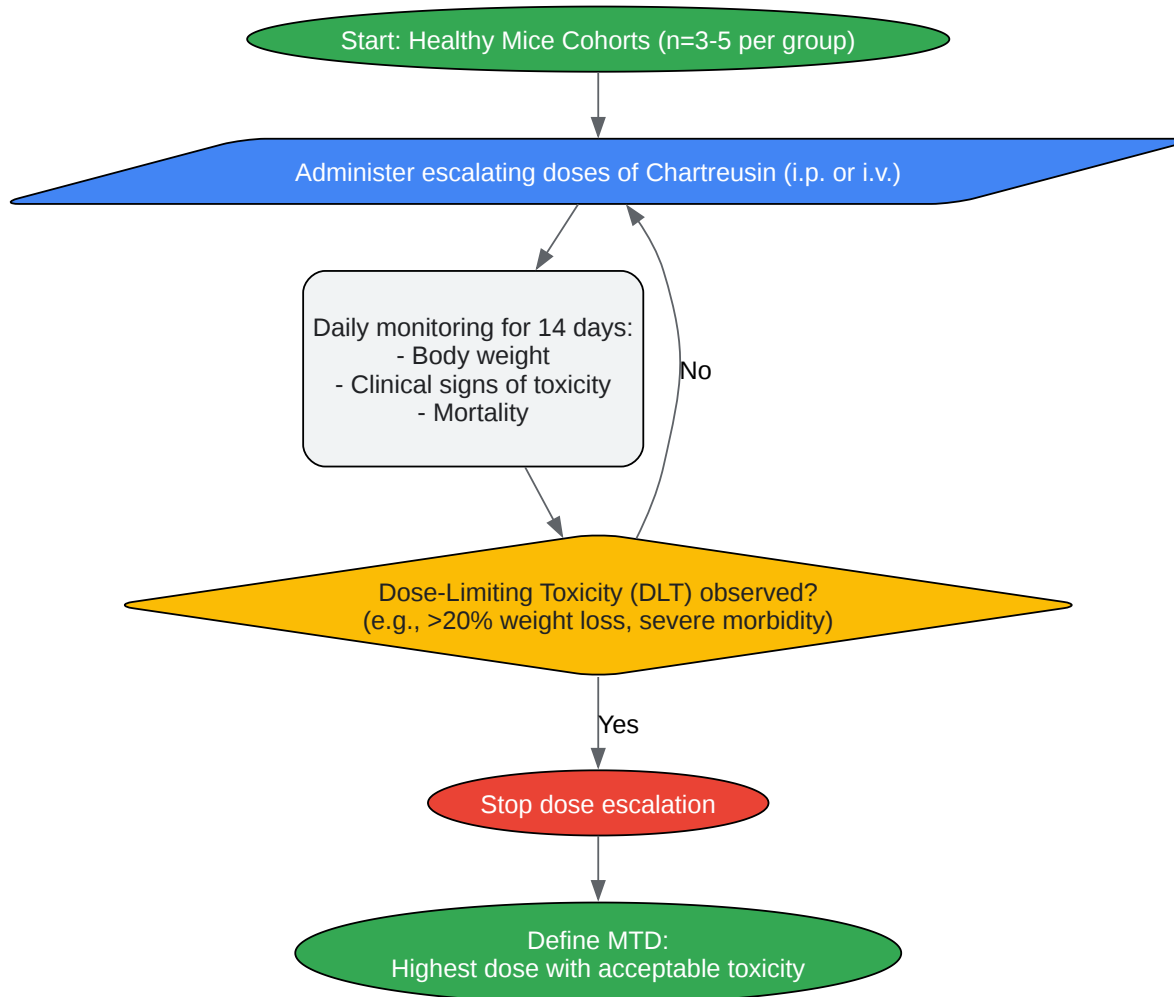 Start: Healthy Mice Cohorts (n=3-5 per group)
Administer escalating doses of Chartreusin (i.p. or i.v.)
Daily monitoring for 14 days:
- Body weight
- Clinical signs of toxicity
- Mortality
No
Dose-Limiting Toxicity (DLT) observed?
(e.g., >20% weight loss, severe morbidity)
Yes
Stop dose escalation
Define MTD:
Highest dose with acceptable toxicity